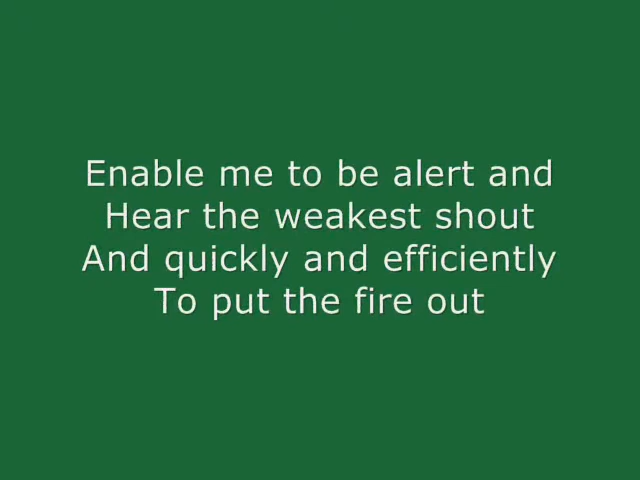 Enable me to be alert and
Hear the weakest shout
And quickly and efficiently
To put the fire out